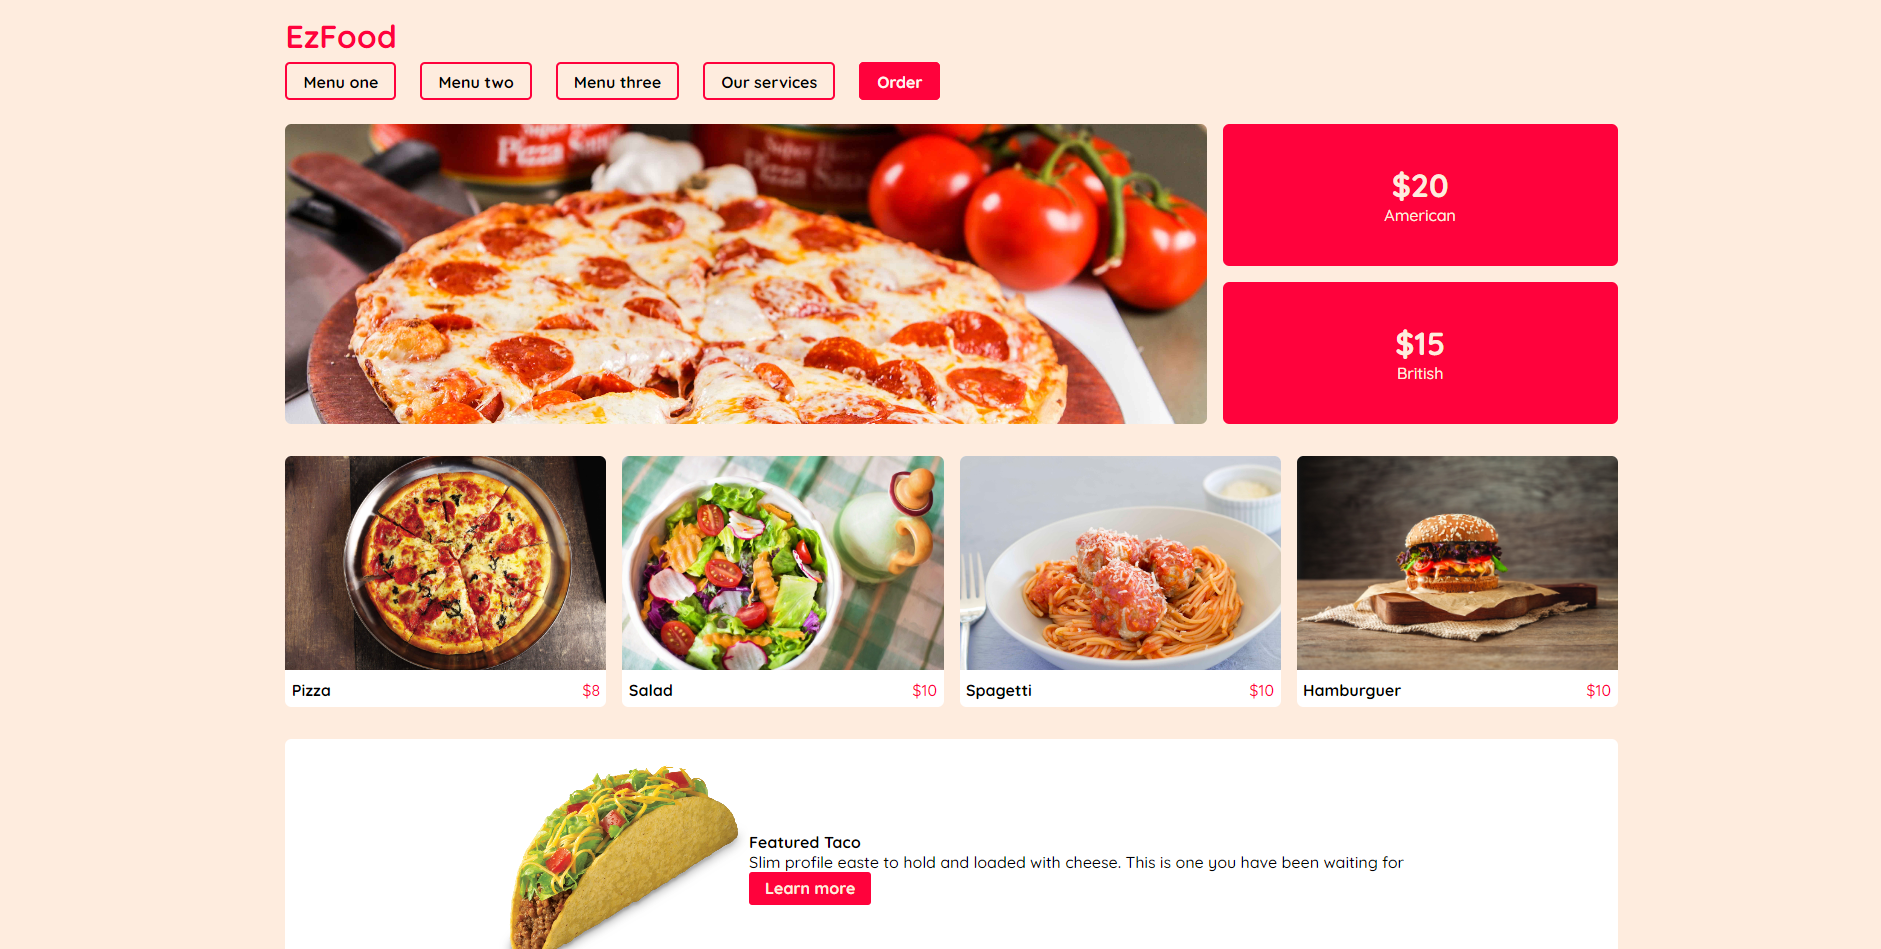 EzFood
Menu one
Menu two
Menu three
Our services
Order
Super Heavy
Pizza Sauce
$20
American
$15
British
Pizza
$8
Salad
$10
Spagetti
$10
Hamburguer
$10
Featured Taco
Slim profile easte to hold and loaded with cheese. This is one you have been waiting for
Learn more